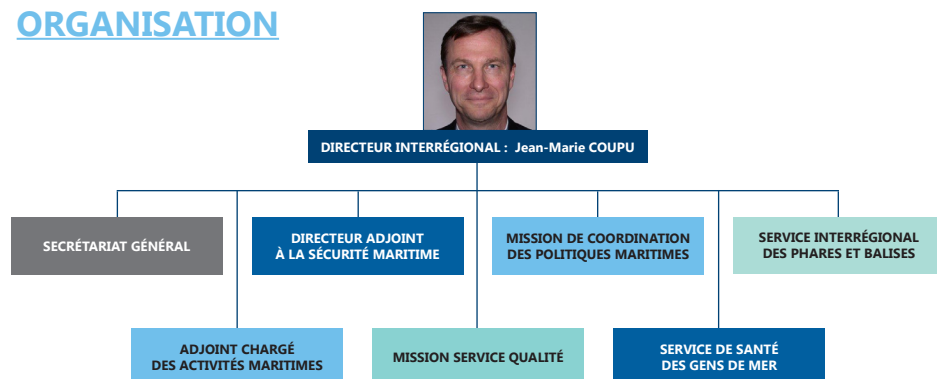 ORGANISATION
DIRECTEUR INTERRÉGIONAL : Jean-Marie COUPU
SECRÉTARIAT GÉNÉRAL
DIRECTEUR ADJOINT
À LA SÉCURITÉ MARITIME
MISSION DE COORDINATION
DES POLITIQUES MARITIMES
SERVICE INTERRÉGIONAL
DES PHARES ET BALISES
ADJOINT CHARGÉ
DES ACTIVITÉS MARITIMES
MISSION SERVICE QUALITÉ
SERVICE DE SANTÉ
DES GENS DE MER